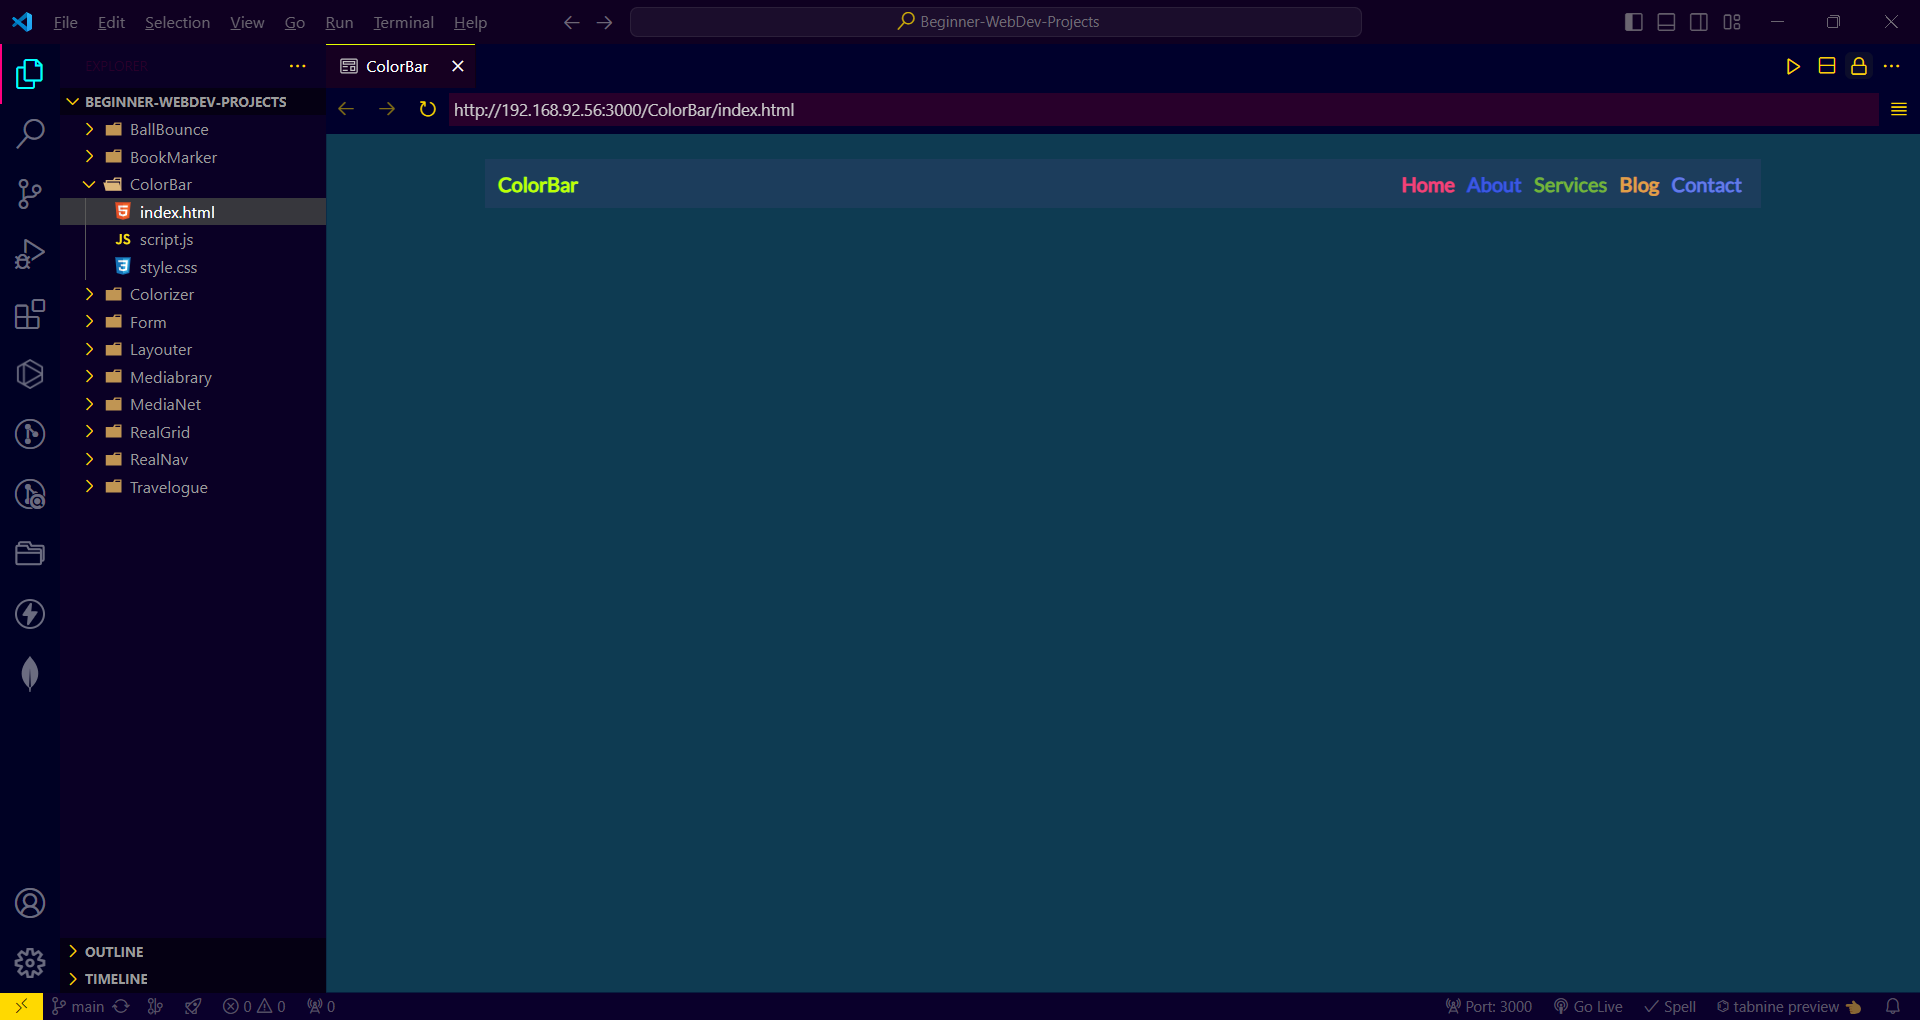 File Edit Selection View Go Run Terminal Help
Beginner-WebDev-Projects
EXPLORER
ColorBar
BEGINNER-WEBDEV-PROJECTS
http://192.168.92.56:3000/ColorBar/index.html
BallBounce
BookMarker
ColorBar
index.html
JS script.js
style.css
Colorizer
Form
Layouter
Mediabrary
MediaNet
RealGrid
RealNav
Travelogue
OUTLINE
TIMELINE
ColorBar Home About Services Blog Contact
main 0 0 0 Port: 3000 Go Live Spell tabnine preview